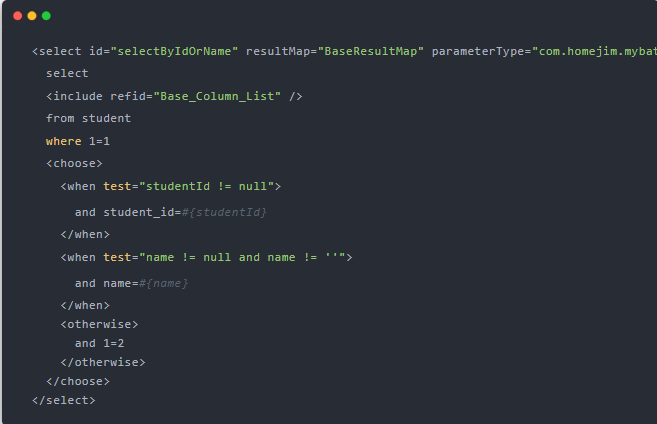 <select id="selectByIdOrName" resultMap="BaseResultMap" parameterType="com.homejim.mybat
select
<include refid="Base_Column_List" />
from student
where 1=1
<choose>
<when test="studentId != null">
and student_id=#{studentId}
</when>
<when test="name != null and name != ''">
and name=#{name}
</when>
<otherwise>
and 1=2
</otherwise>
</choose>
</select>